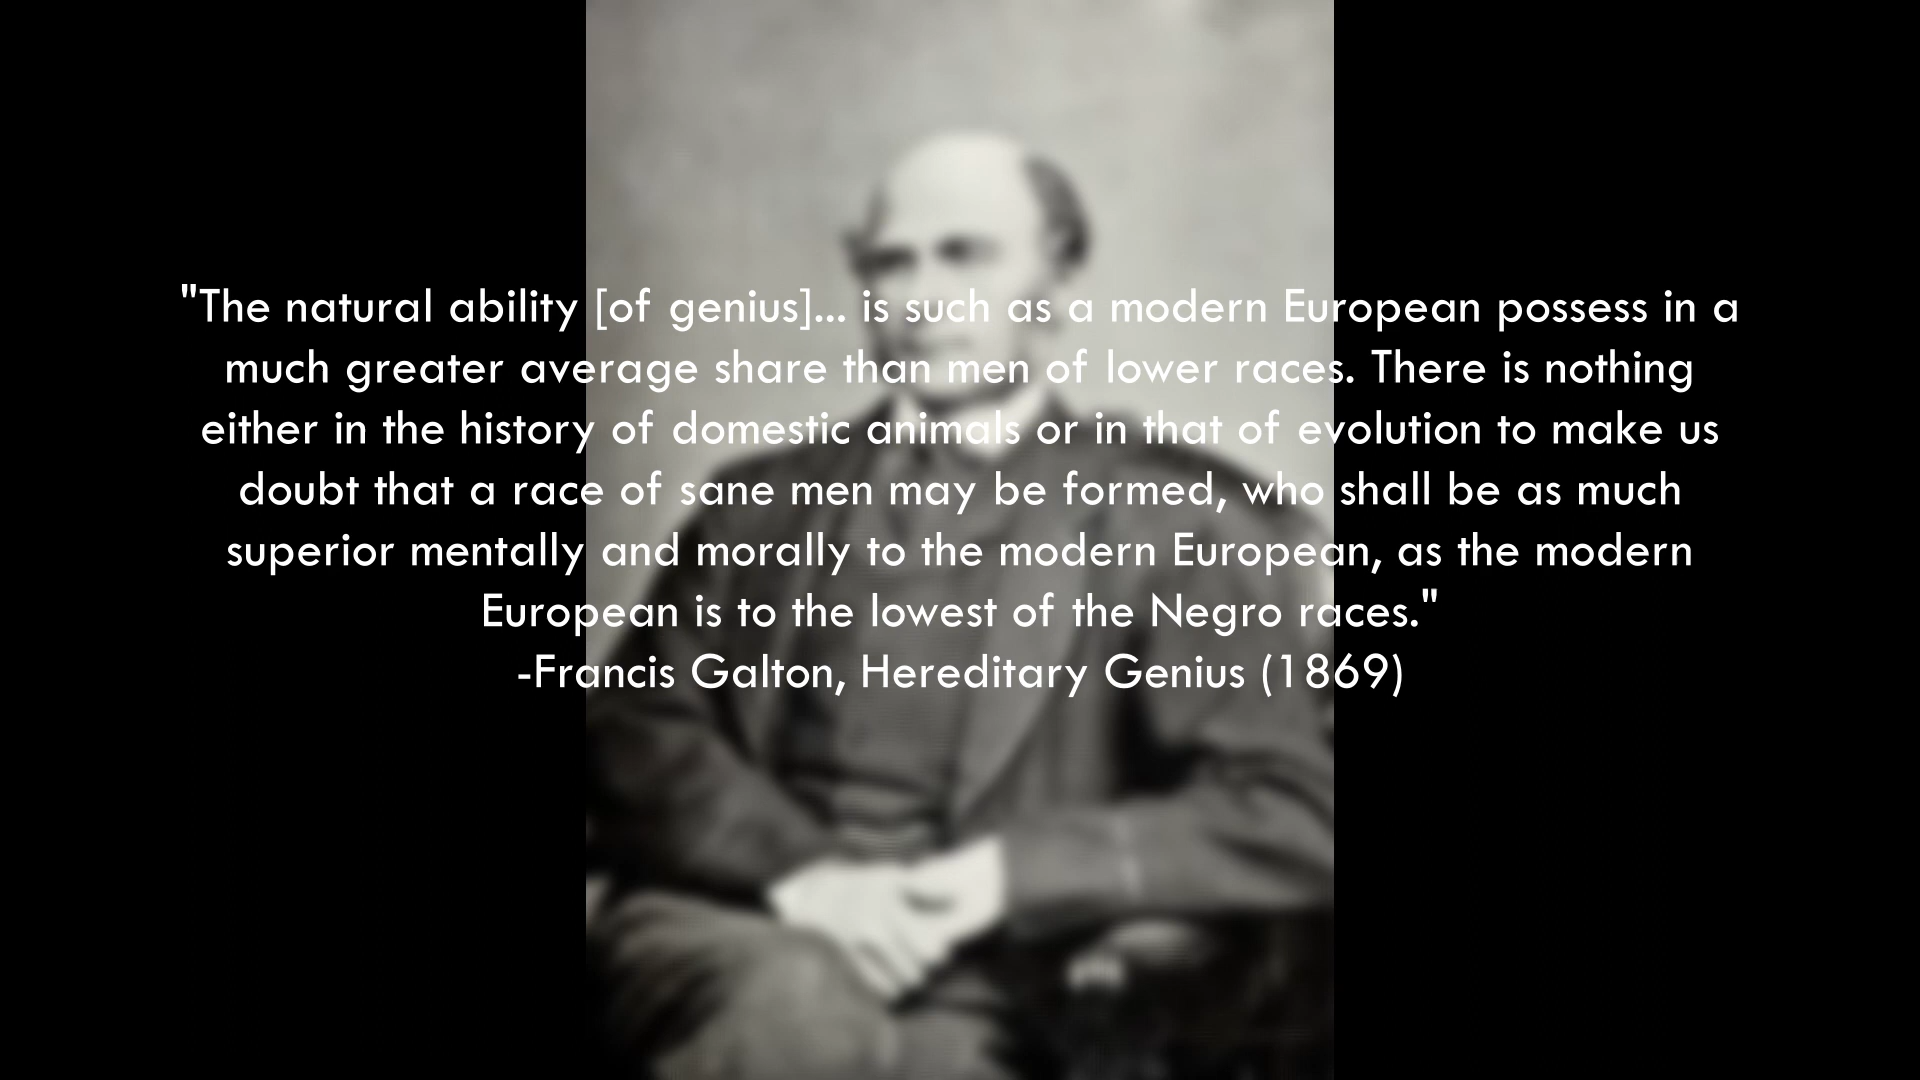 "The natural ability [of genius]... is such as a modern European possess in a
much greater average share than men of lower races. There is nothing
either in the history of domestic animals or in that of evolution to make us
doubt that a race of sane men may be formed, who shall be as much
superior mentally and morally to the modern European, as the modern
European is to the lowest of the Negro races."
-Francis Galton, Hereditary Genius (1869)